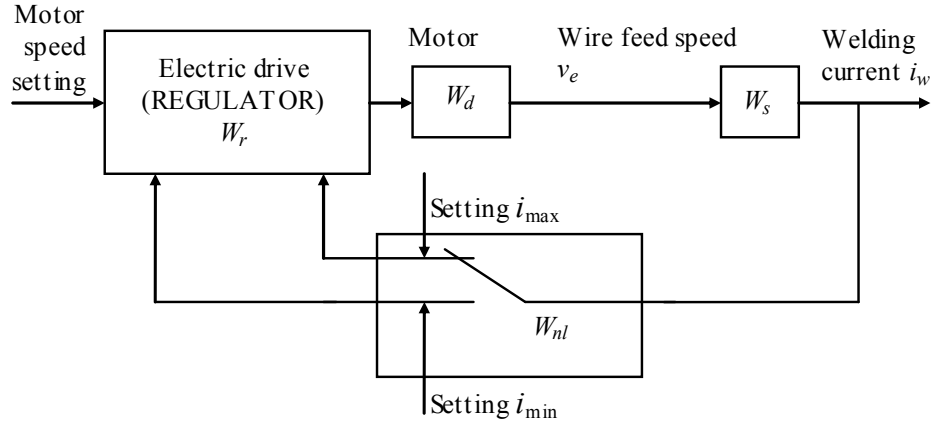 Motor
speed
setting
Electric drive
(REGULATOR)
W_r
Motor
W_d
Wire feed speed
v_e
W_s
Welding
current i_w
Setting i_max
W_nl
Setting i_min